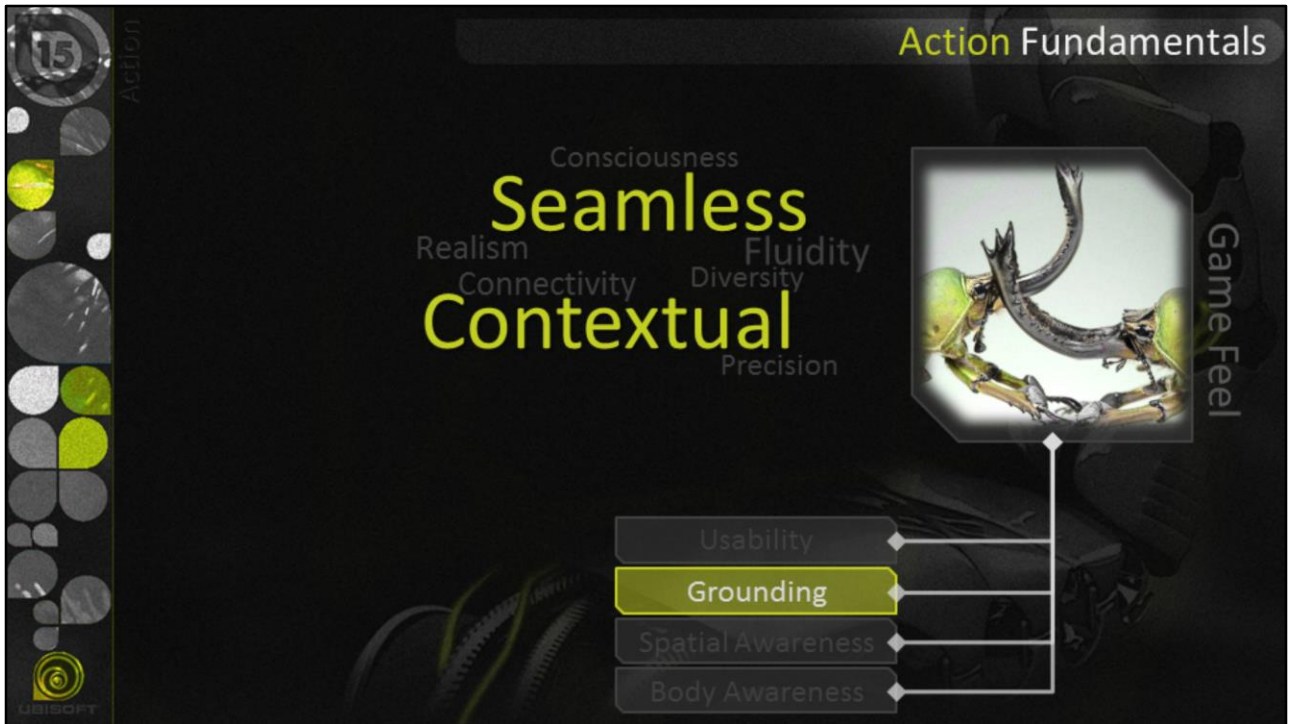 15
Action
Action Fundamentals
Consciousness
Seamless
Realism
Fluidity
Connectivity
Diversity
Contextual
Precision
Game Feel
Usability
Grounding
Spatial Awareness
Body Awareness
UBISOFT